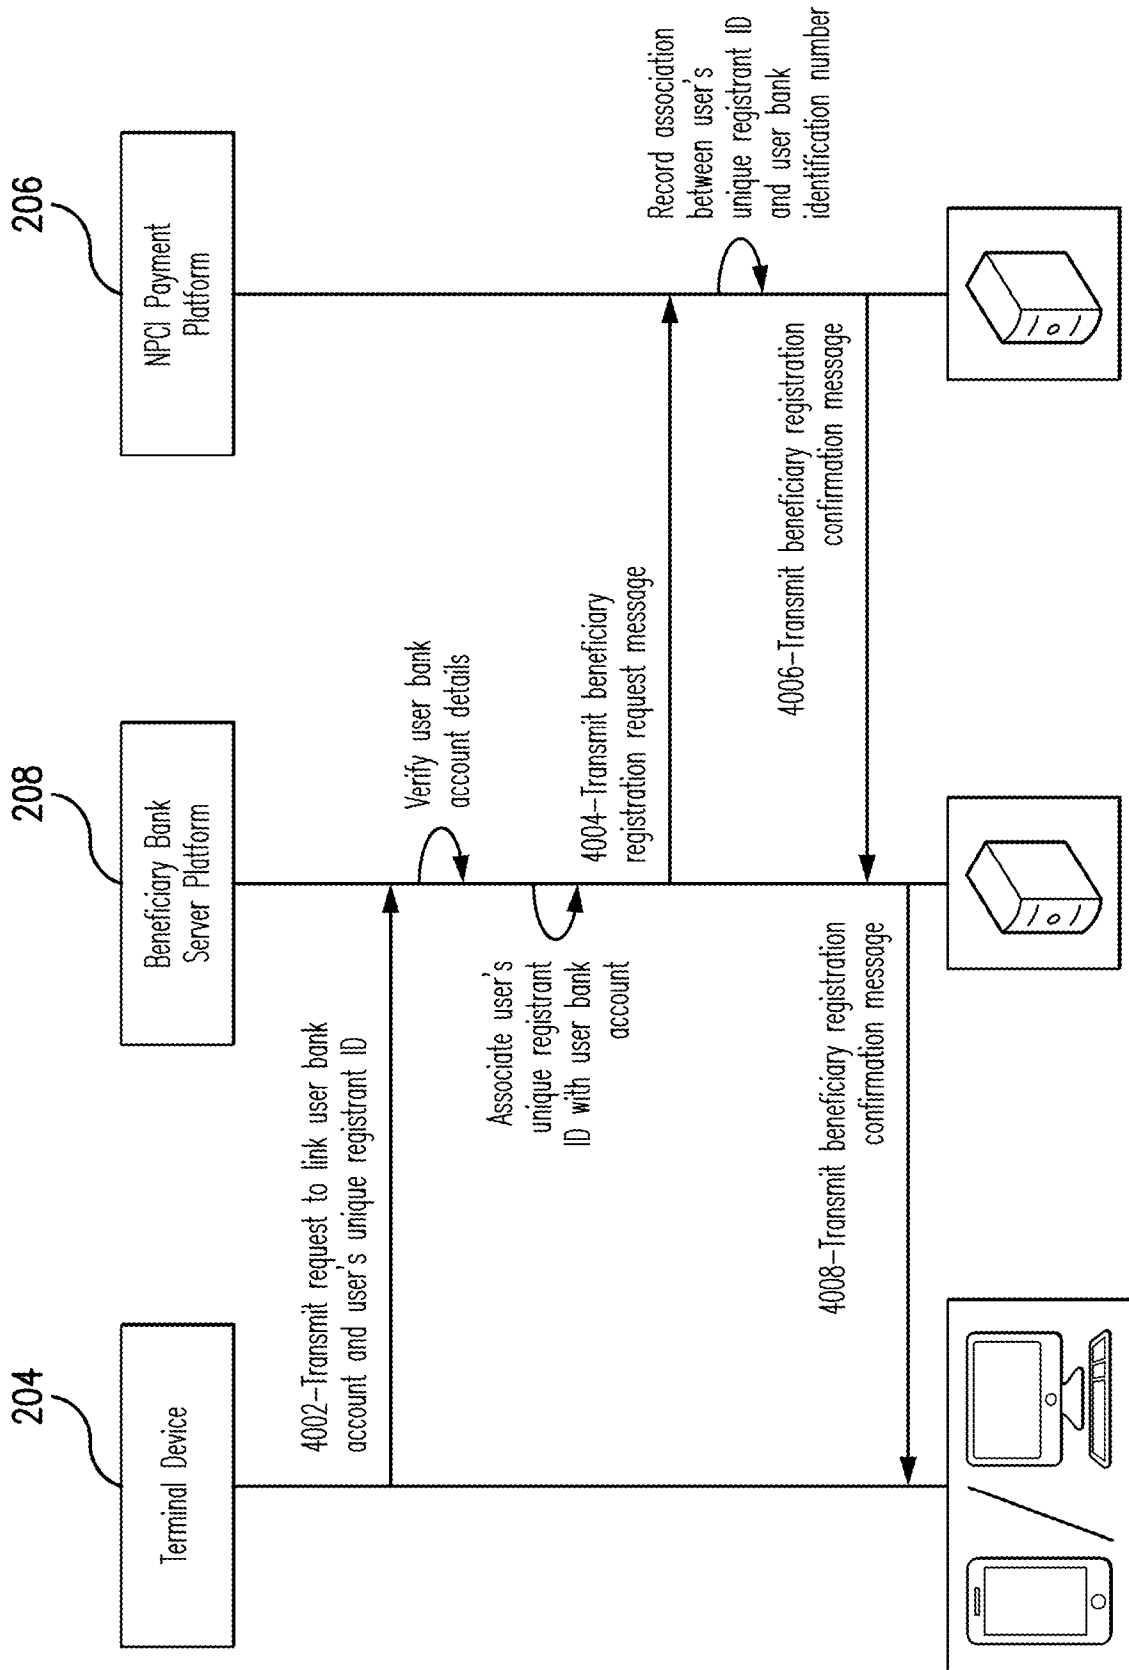 204
Terminal Device
208
Beneficiary Bank
Server Platform
206
NPCI Payment
Platform
4002-Transmit request to link user bank
account and user's unique registrant ID
Verify user bank
account details
Associate user's
unique registrant
ID with user bank
account
4004-Transmit beneficiary
registration request message
Record association
between user's
unique registrant ID
and user bank
identification number
4006-Transmit beneficiary registration
confirmation message
4008-Transmit beneficiary registration
confirmation message